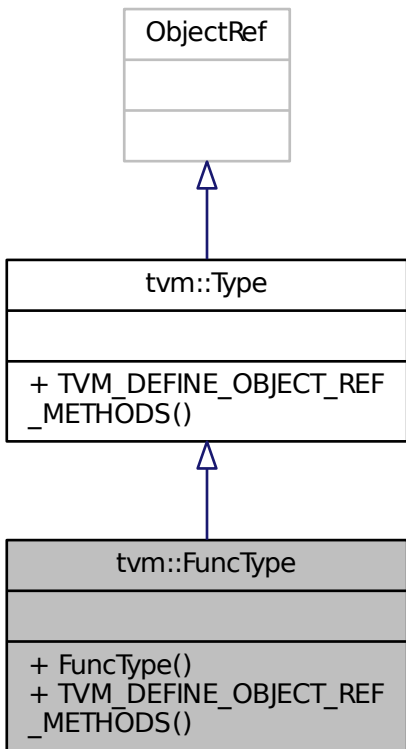 ObjectRef
tvm::Type
+ TVM_DEFINE_OBJECT_REF
_METHODS()
tvm::FuncType
+ FuncType()
+ TVM_DEFINE_OBJECT_REF
_METHODS()